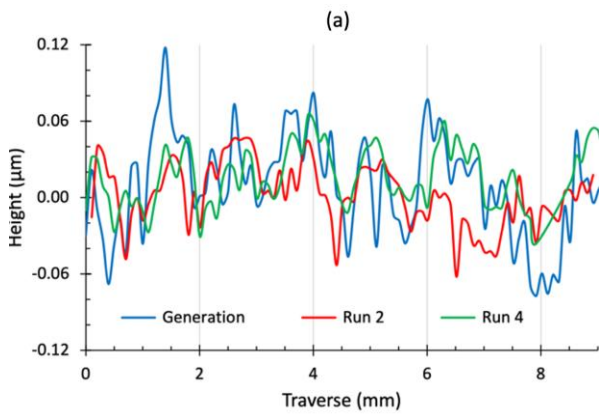 (a)
0.12
0.06
0.00
-0.06
-0.12
Height (µm)
Generation Run 2 Run 4
0 2 4 6 8
Traverse (mm)